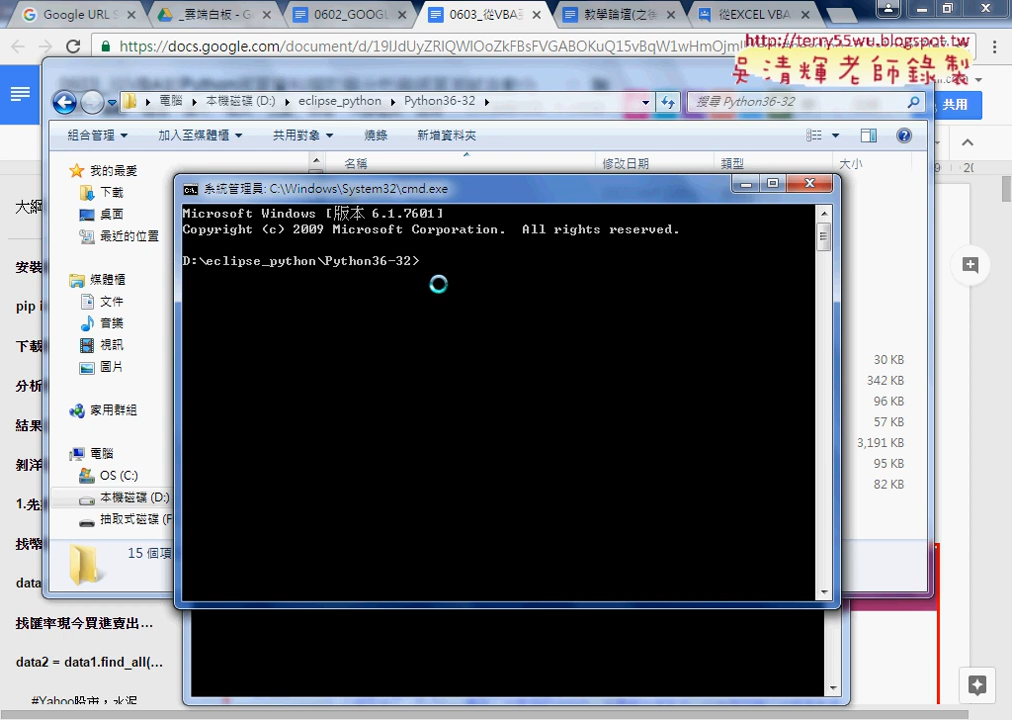 Google URL S
_雲端白板 - G
0602_GOOGL
0603_從VBA至
教學論壇(之後
從EXCEL VBA
https://docs.google.com/document/d/19IJdUyZRlQWIOoZkFBsFVGABOKuQ15vBqW1wHmOjmI
http://terry55wu.blogspot.tw
吳清輝老師錄製
共用
電腦
本機磁碟 (D:)
eclipse_python
Python36-32
搜尋 Python36-32
組合管理
加入至媒體櫃
共用對象
燒錄
新增資料夾
名稱
修改日期
類型
大小
我的最愛
下載
桌面
最近的位置
媒體櫃
文件
音樂
視訊
圖片
家用群組
電腦
OS (C:)
本機磁碟 (D:)
抽取式磁碟 (F
15 個項
30 KB
342 KB
96 KB
57 KB
3,191 KB
95 KB
82 KB
系統管理員: C:\Windows\System32\cmd.exe
Microsoft Windows [版本 6.1.7601]
Copyright (c) 2009 Microsoft Corporation.  All rights reserved.
D:\eclipse_python\Python36-32>
大綱
安裝
pip i
下載
分析
結果
剝洋
1.先
找幣
data
找匯率現今買進賣出...
data2 = data1.find_all(...
#Yahoo股市，水泥